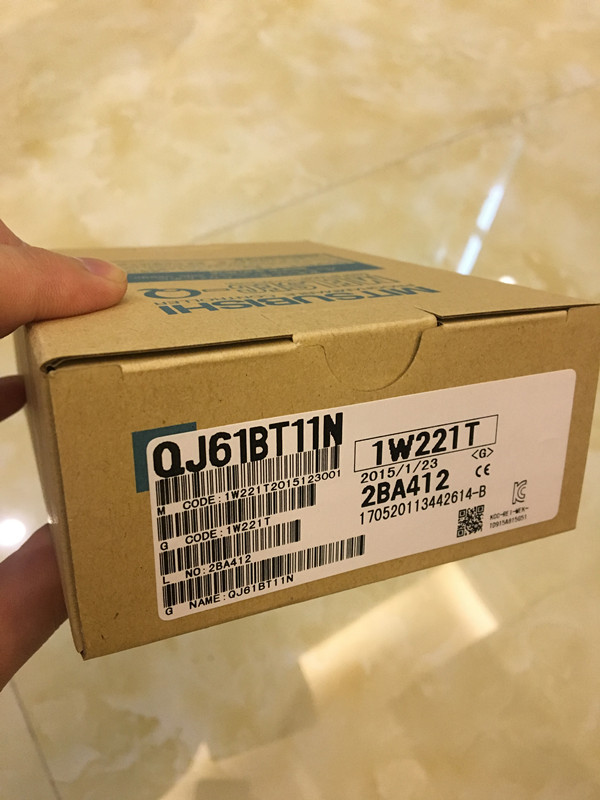 MITSUBISHI
QJ61BT11N
M CODE:1W221T2015123001
G CODE:1W221T
L NO:2BA412
G NAME:QJ61BT11N
1W221T
<G>
2015/1/23
2BA412
CE
170520113442614-B